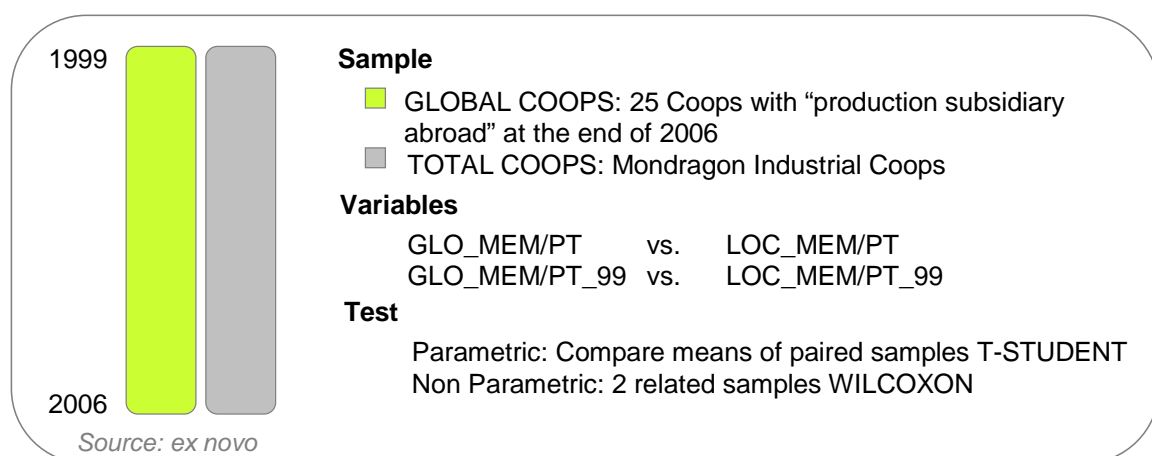 1999
Sample
GLOBAL COOPS: 25 Coops with “production subsidiary
abroad” at the end of 2006
TOTAL COOPS: Mondragon Industrial Coops
Variables
GLO_MEM/PT vs. LOC_MEM/PT
GLO_MEM/PT_99 vs. LOC_MEM/PT_99
Test
Parametric: Compare means of paired samples T-STUDENT
Non Parametric: 2 related samples WILCOXON
2006
Source: ex novo